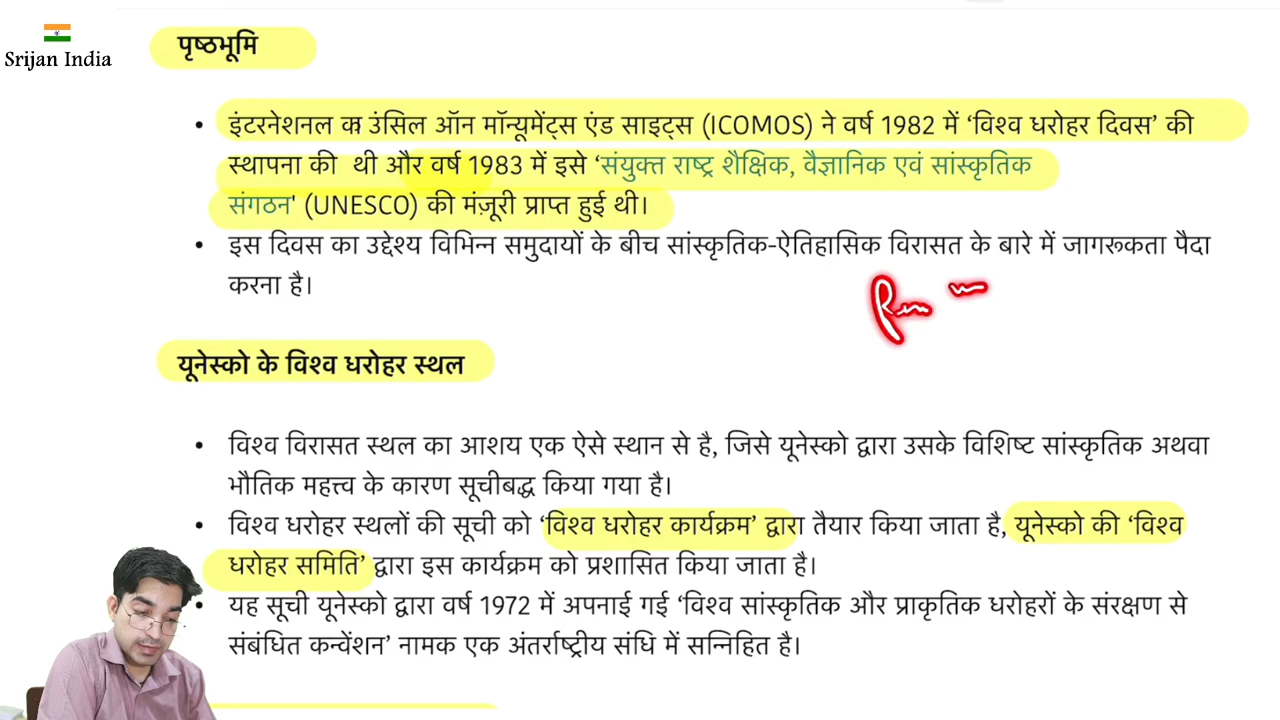 Srijan India
पृष्ठभूमि
• इंटरनेशनल का उंसिल ऑन मॉन्यूमेंट्स एंड साइट्स (ICOMOS) ने वर्ष 1982 में ‘विश्व धरोहर दिवस’ की
स्थापना की थी और वर्ष 1983 में इसे ‘संयुक्त राष्ट्र शैक्षिक, वैज्ञानिक एवं सांस्कृतिक
संगठन' (UNESCO) की मंज़ूरी प्राप्त हुई थी।
• इस दिवस का उद्देश्य विभिन्न समुदायों के बीच सांस्कृतिक-ऐतिहासिक विरासत के बारे में जागरूकता पैदा
करना है।
यूनेस्को के विश्व धरोहर स्थल
• विश्व विरासत स्थल का आशय एक ऐसे स्थान से है, जिसे यूनेस्को द्वारा उसके विशिष्ट सांस्कृतिक अथवा
भौतिक महत्त्व के कारण सूचीबद्ध किया गया है।
• विश्व धरोहर स्थलों की सूची को ‘विश्व धरोहर कार्यक्रम’ द्वारा तैयार किया जाता है, यूनेस्को की ‘विश्व
धरोहर समिति’ द्वारा इस कार्यक्रम को प्रशासित किया जाता है।
• यह सूची यूनेस्को द्वारा वर्ष 1972 में अपनाई गई ‘विश्व सांस्कृतिक और प्राकृतिक धरोहरों के संरक्षण से
संबंधित कन्वेंशन’ नामक एक अंतर्राष्ट्रीय संधि में सन्निहित है।